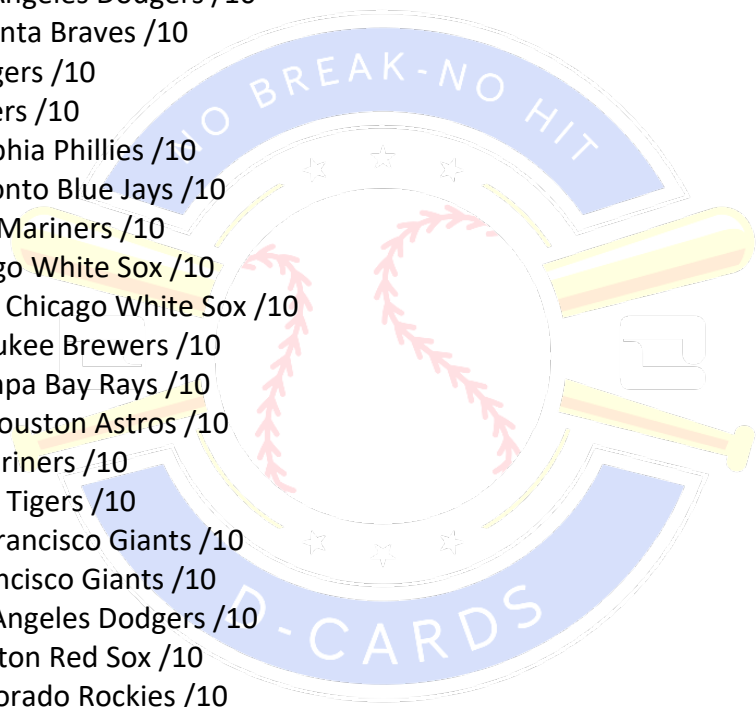 Angeles Dodgers /10
nta Braves /10
gers /10
ers /10
phia Phillies /10
onto Blue Jays /10
Mariners /10
go White Sox /10
Chicago White Sox /10
ukee Brewers /10
mpa Bay Rays /10
ouston Astros /10
riners /10
Tigers /10
rancisco Giants /10
ncisco Giants /10
Angeles Dodgers /10
ton Red Sox /10
orado Rockies /10
NO BREAK-NO HIT
D-CARDS